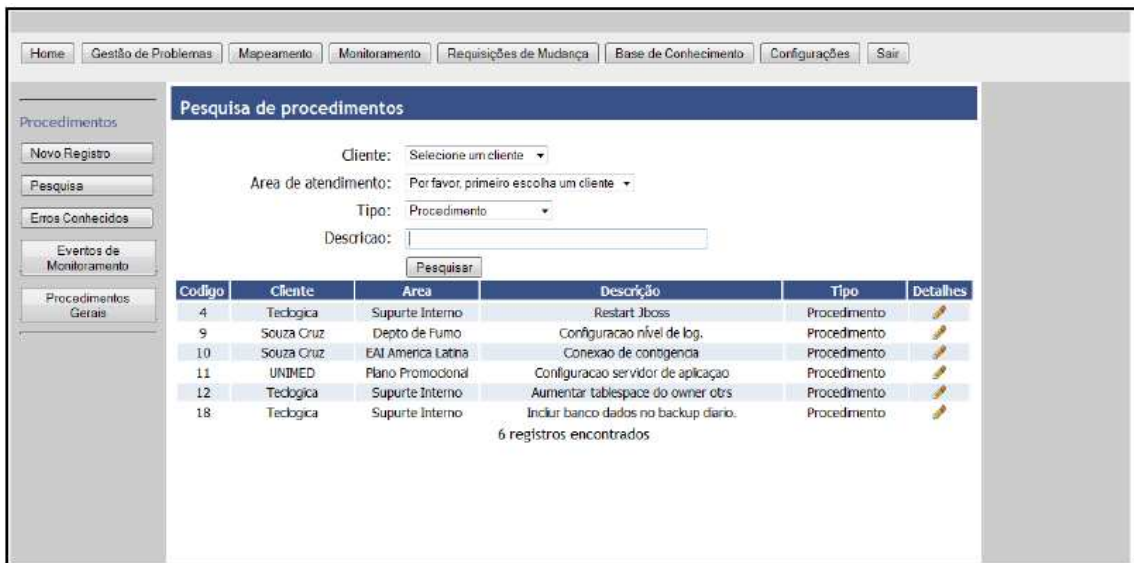 Home Gestão de Problemas Mapeamento Monitoramento Requisições de Mudança Base de Conhecimento Configurações Sair
Procedimentos
Novo Registro
Pesquisa
Erros Conhecidos
Eventos de
Monitoramento
Procedimentos
Gerais
Pesquisa de procedimentos
Cliente: Selecione um cliente
Area de atendimento: Por favor, primeiro escolha um cliente
Tipo: Procedimento
Descricao:
Pesquisar
Codigo Cliente Area Descrição Tipo Detalhes
4 Teclogica Supurte Interno Restart Jboss Procedimento
9 Souza Cruz Depto de Fumo Configuracao nível de log. Procedimento
10 Souza Cruz EAI America Latina Conexao de contigencia Procedimento
11 UNIMED Plano Promocional Configuracao servidor de aplicaçao Procedimento
12 Teclogica Supurte Interno Aumentar tablespace do owner otrs Procedimento
18 Teclogica Supurte Interno Incliur banco dados no backup diario. Procedimento
6 registros encontrados